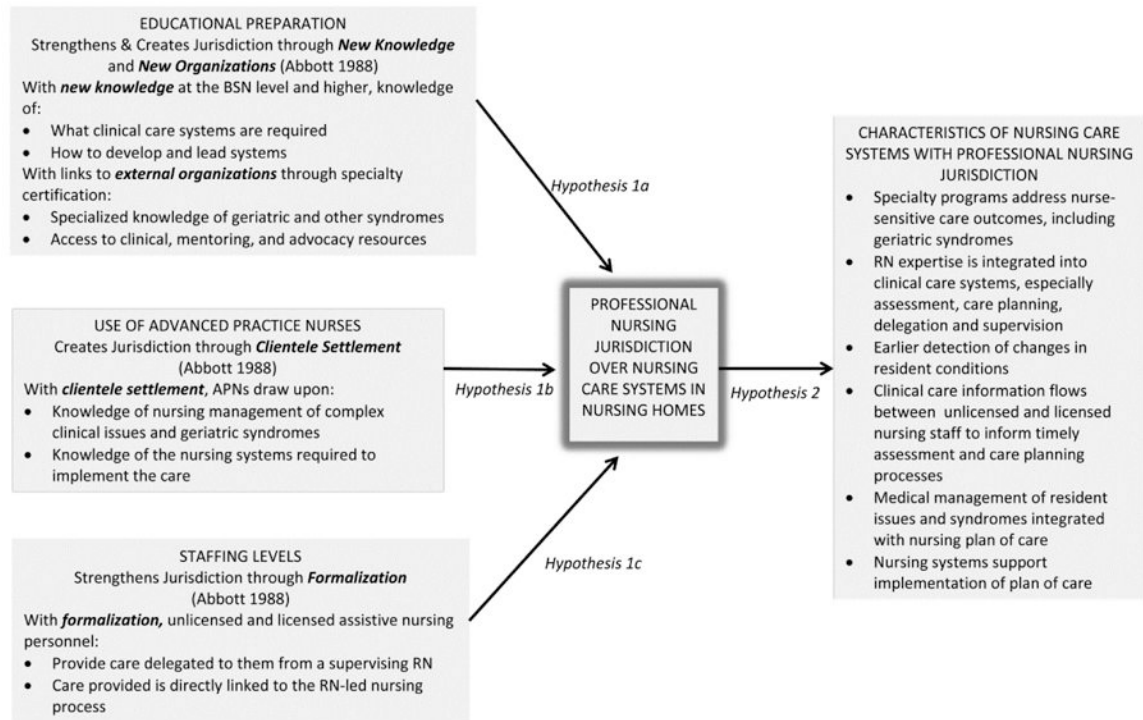 EDUCATIONAL PREPARATION
Strengthens & Creates Jurisdiction through New Knowledge
and New Organizations (Abbott 1988)
With new knowledge at the BSN level and higher, knowledge
of:
• What clinical care systems are required
• How to develop and lead systems
With links to external organizations through specialty
certification:
• Specialized knowledge of geriatric and other syndromes
• Access to clinical, mentoring, and advocacy resources
USE OF ADVANCED PRACTICE NURSES
Creates Jurisdiction through Clientele Settlement
(Abbott 1988)
With clientele settlement, APNs draw upon:
• Knowledge of nursing management of complex
clinical issues and geriatric syndromes
• Knowledge of the nursing systems required to
implement the care
STAFFING LEVELS
Strengthens Jurisdiction through Formalization
(Abbott 1988)
With formalization, unlicensed and licensed assistive nursing
personnel:
• Provide care delegated to them from a supervising RN
• Care provided is directly linked to the RN-led nursing
process
Hypothesis 1a
Hypothesis 1b
Hypothesis 1c
PROFESSIONAL
NURSING
JURISDICTION
OVER NURSING
CARE SYSTEMS IN
NURSING HOMES
Hypothesis 2
CHARACTERISTICS OF NURSING CARE
SYSTEMS WITH PROFESSIONAL NURSING
JURISDICTION
• Specialty programs address nurse-
sensitive care outcomes, including
geriatric syndromes
• RN expertise is integrated into
clinical care systems, especially
assessment, care planning,
delegation and supervision
• Earlier detection of changes in
resident conditions
• Clinical care information flows
between unlicensed and licensed
nursing staff to inform timely
assessment and care planning
processes
• Medical management of resident
issues and syndromes integrated
with nursing plan of care
• Nursing systems support
implementation of plan of care